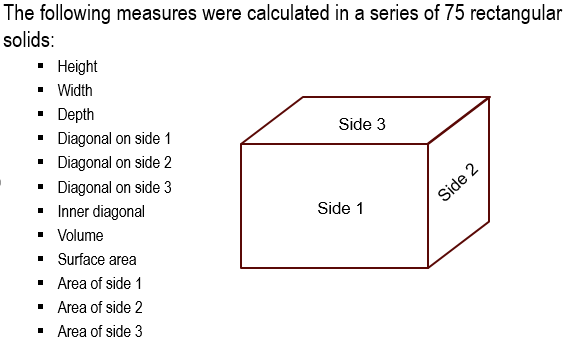 The following measures were calculated in a series of 75 rectangular
solids:
▪ Height
▪ Width
▪ Depth
▪ Diagonal on side 1
▪ Diagonal on side 2
▪ Diagonal on side 3
▪ Inner diagonal
▪ Volume
▪ Surface area
▪ Area of side 1
▪ Area of side 2
▪ Area of side 3
Side 3
Side 2
Side 1